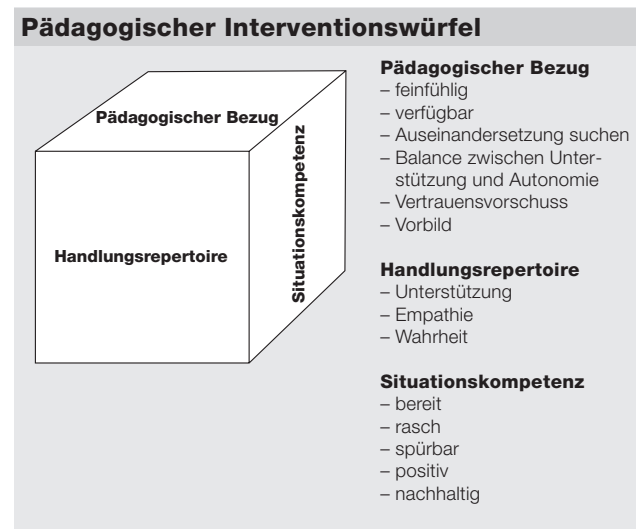 Pädagogischer Interventionswürfel
Pädagogischer Bezug
Handlungsrepertoire
Situationskompetenz
Pädagogischer Bezug
– feinfühlig
– verfügbar
– Auseinandersetzung suchen
– Balance zwischen Unter-
stützung und Autonomie
– Vertrauensvorschuss
– Vorbild
Handlungsrepertoire
– Unterstützung
– Empathie
– Wahrheit
Situationskompetenz
– bereit
– rasch
– spürbar
– positiv
– nachhaltig